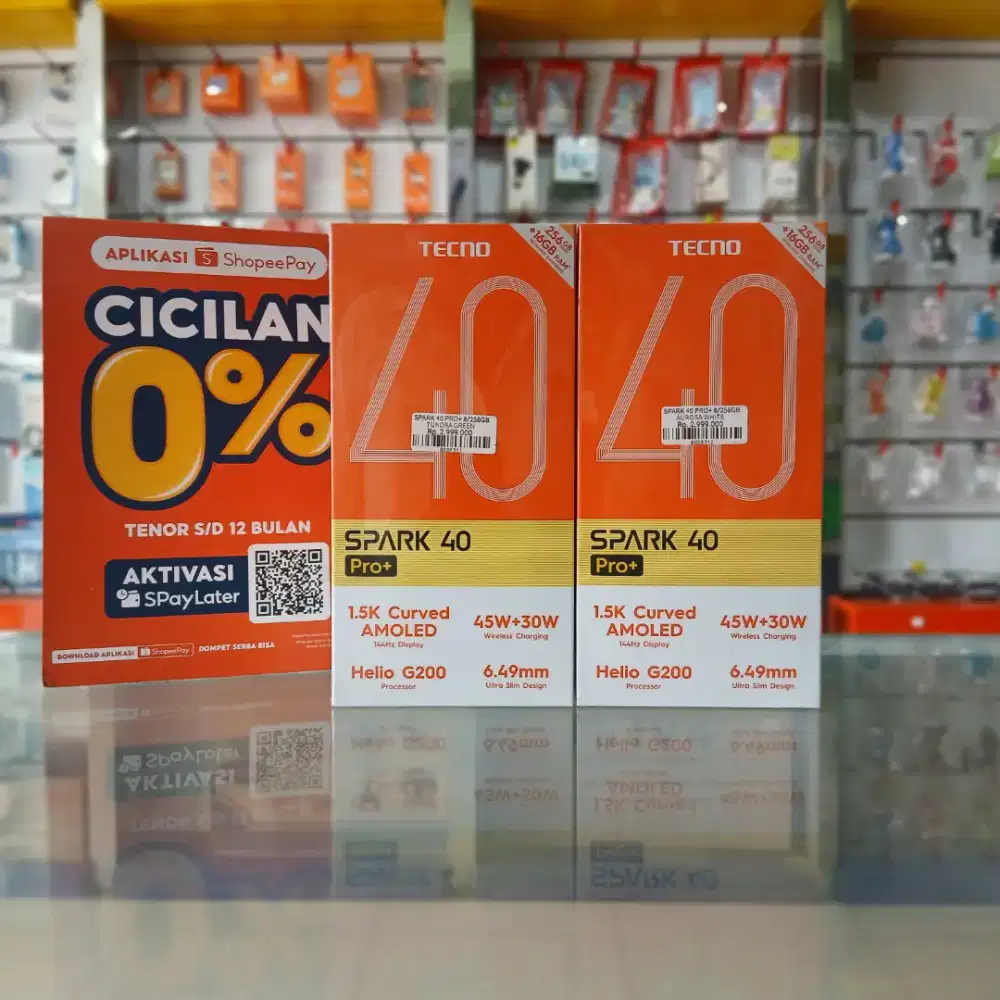 APLIKASI S ShopeePay
CICILAN
0%
TENOR S/D 12 BULAN
AKTIVASI
SPayLater
DOWNLOAD APLIKASI ShopeePay DOMPET SERBA BISA
TECNO
256GB
+16GB RAM*
40
SPARK 40 PRO+ 8/256GB
TUNDRA GREEN
Rp. 2.999.000
SPARK 40
Pro+
1.5K Curved
AMOLED
144Hz Display
45W+30W
Wireless Charging
Helio G200
Processor
6.49mm
Ultra Slim Design
TECNO
256GB
+16GB RAM*
40
SPARK 40 PRO+ 8/256GB
AURORA WHITE
Rp. 2.999.000
SPARK 40
Pro+
1.5K Curved
AMOLED
144Hz Display
45W+30W
Wireless Charging
Helio G200
Processor
6.49mm
Ultra Slim Design